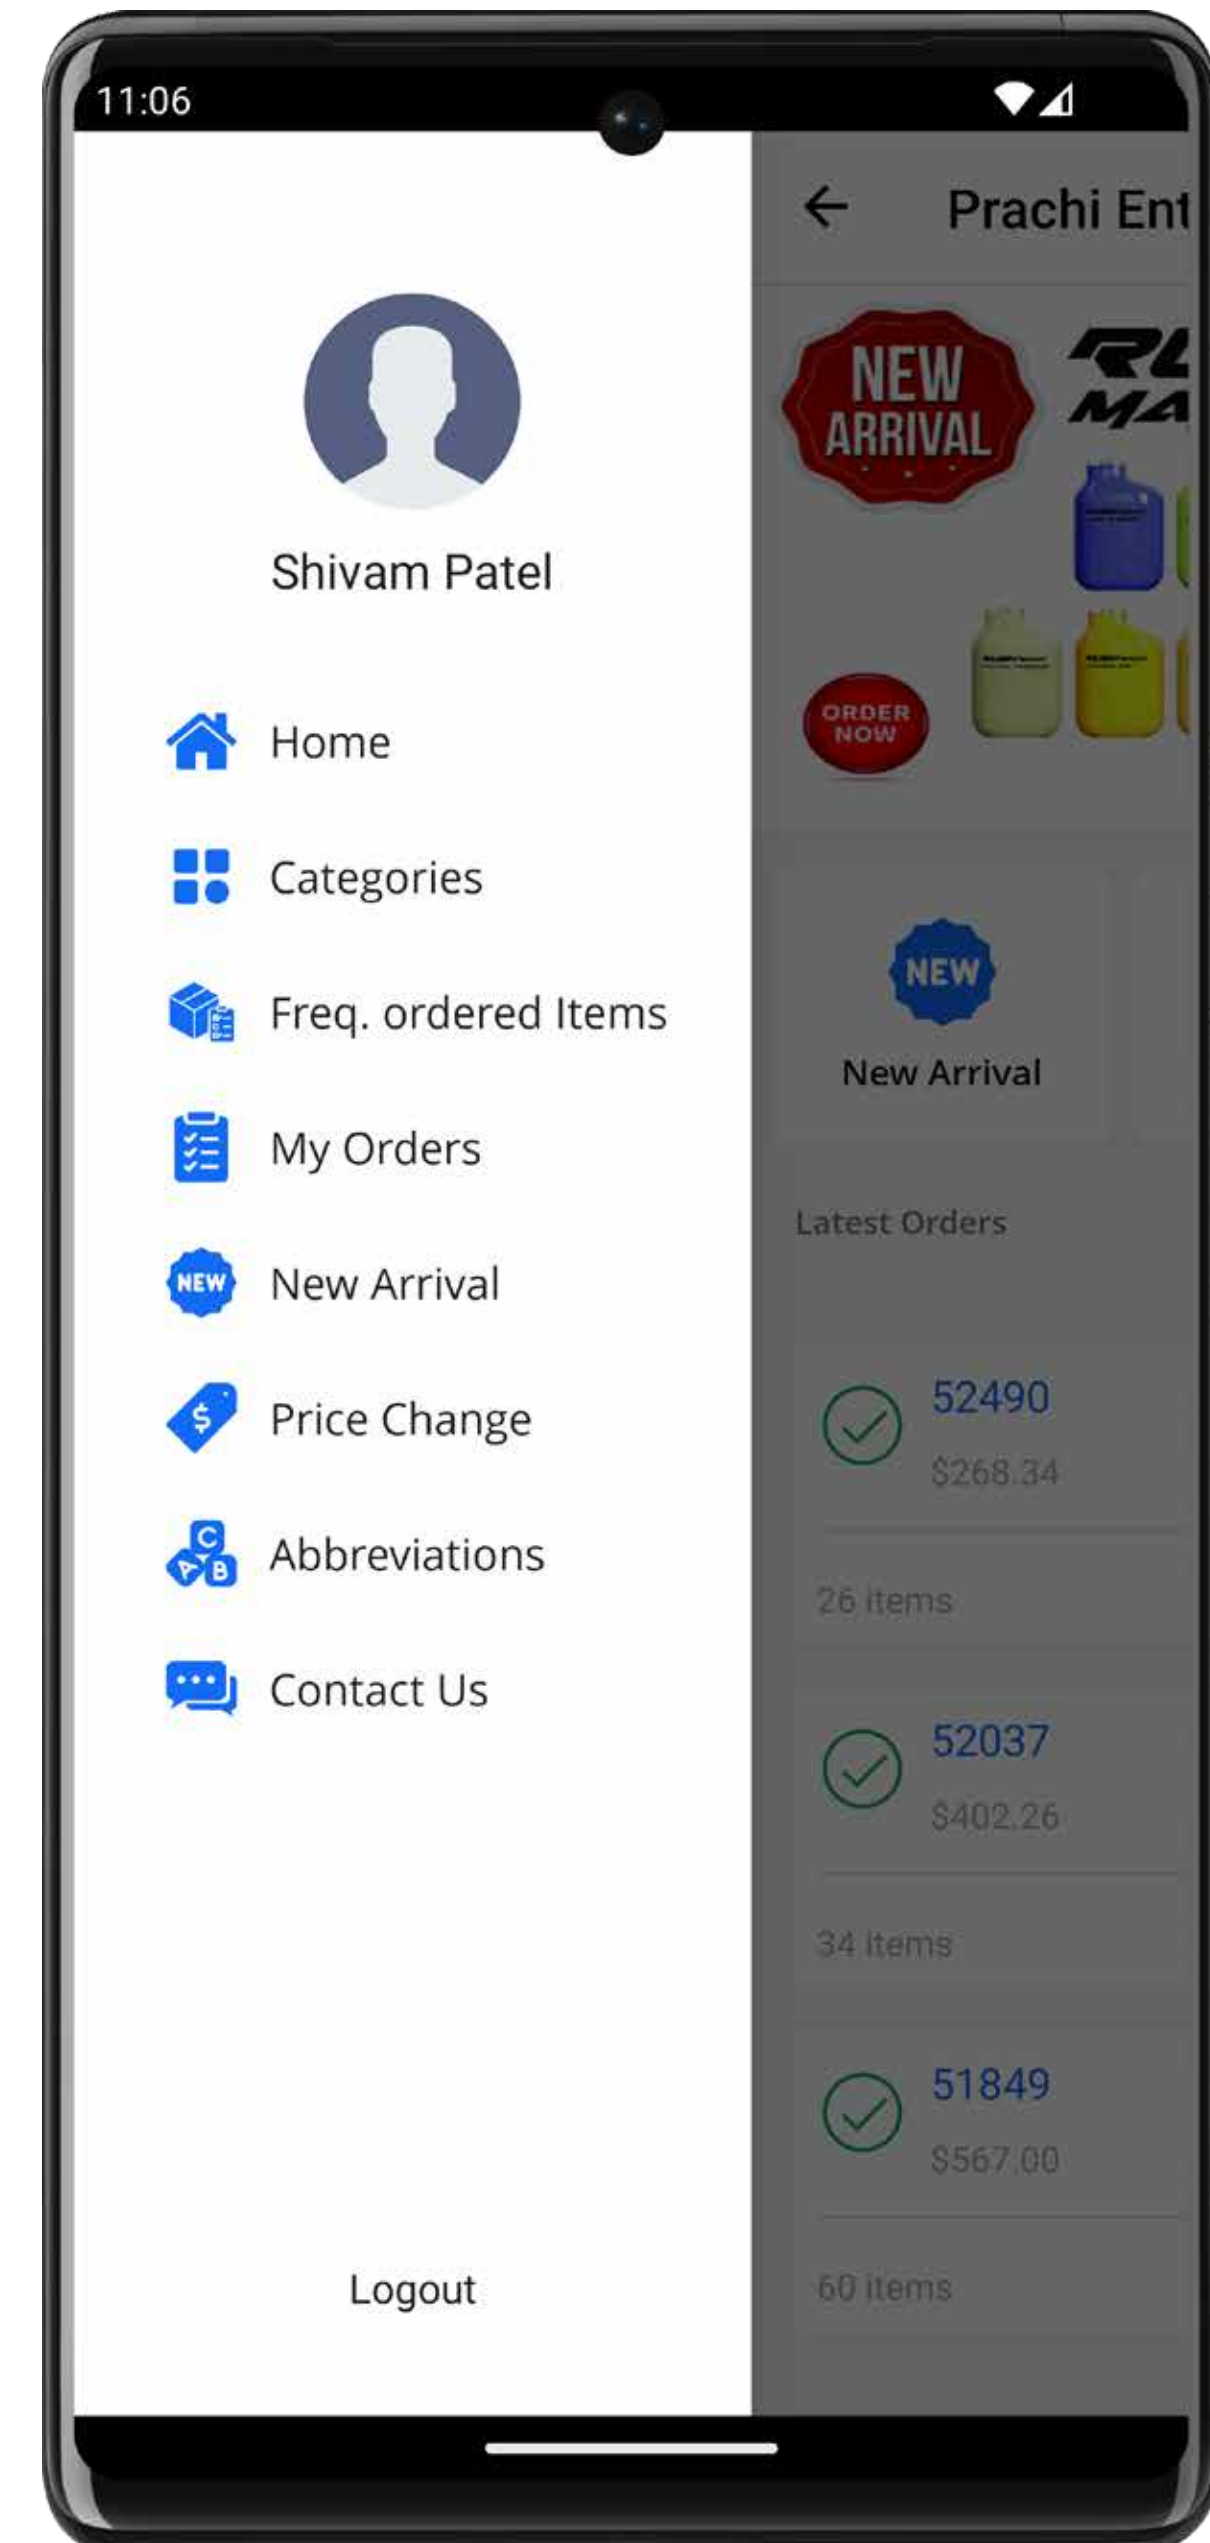 11:06
Prachi Ent
NEW
ARRIVAL
ORDER
NOW
Shivam Patel
Home
Categories
Freq. ordered Items
My Orders
NEW
New Arrival
$
Price Change
C
A B
Abbreviations
Contact Us
Logout
NEW
New Arrival
Latest Orders
52490
$268.34
26 items
52037
$402.26
34 items
51849
$567.00
60 items